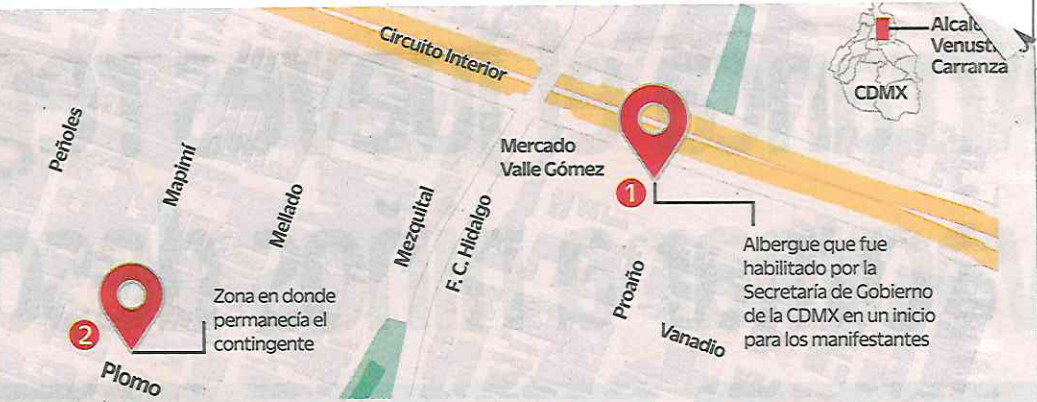 Circuito Interior
Venust
Carranza
CDMX
Peñoles
Mapimí
Mellado
Mezquital
F. C. Hidalgo
Mercado
Valle Gómez
1
Proaño
Vanadio
Albergue que fue
habilitado por la
Secretaría de Gobierno
de la CDMX en un inicio
para los manifestantes
2
Zona en donde
permanecía el
contingente
Plomo